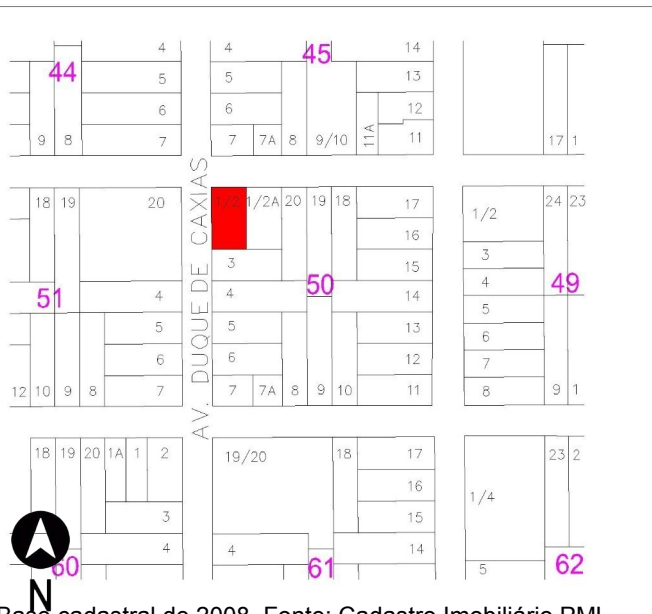 4 4 45 14
44 5 5 13
6 6 12
9 8 7 7 7A 8 9/10 11A 11 17 1
18 19 20 1/2 1/2A 20 19 18 17 1/2 24 23
16
3 15 3
51 4 4 50 14 4 49
5 5 13 5
6 6 12 6
7
12 10 9 8 7 7 7A 8 9 10 11 8 9 1
AV. DUQUE DE CAXIAS
18 19 20 1A 1 2 19/20 18 17 23 2
16 1/4
3 15
60 4 4 61 14 62
5
N
Base cadastral de 2008. Fonte: Cadastro Imobiliário PML